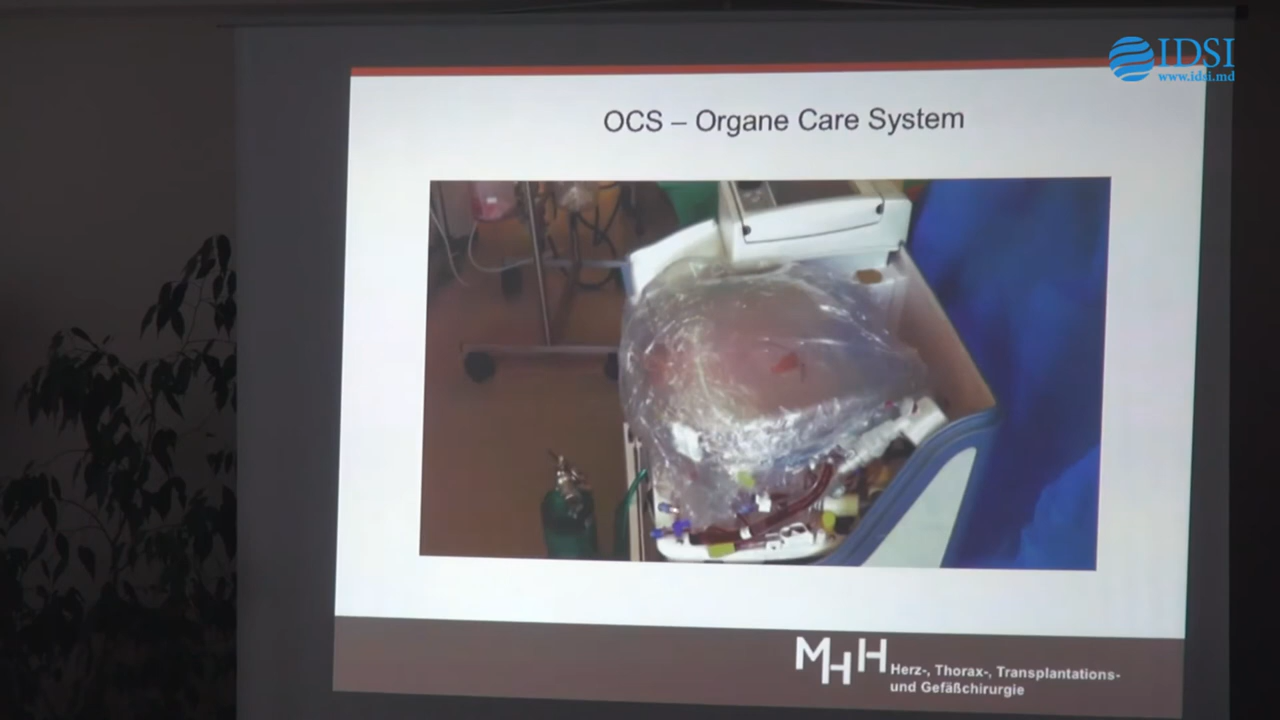 IDSI
www.idsi.md
OCS – Organe Care System
MHH
Herz-, Thorax-, Transplantations-
und Gefäßchirurgie